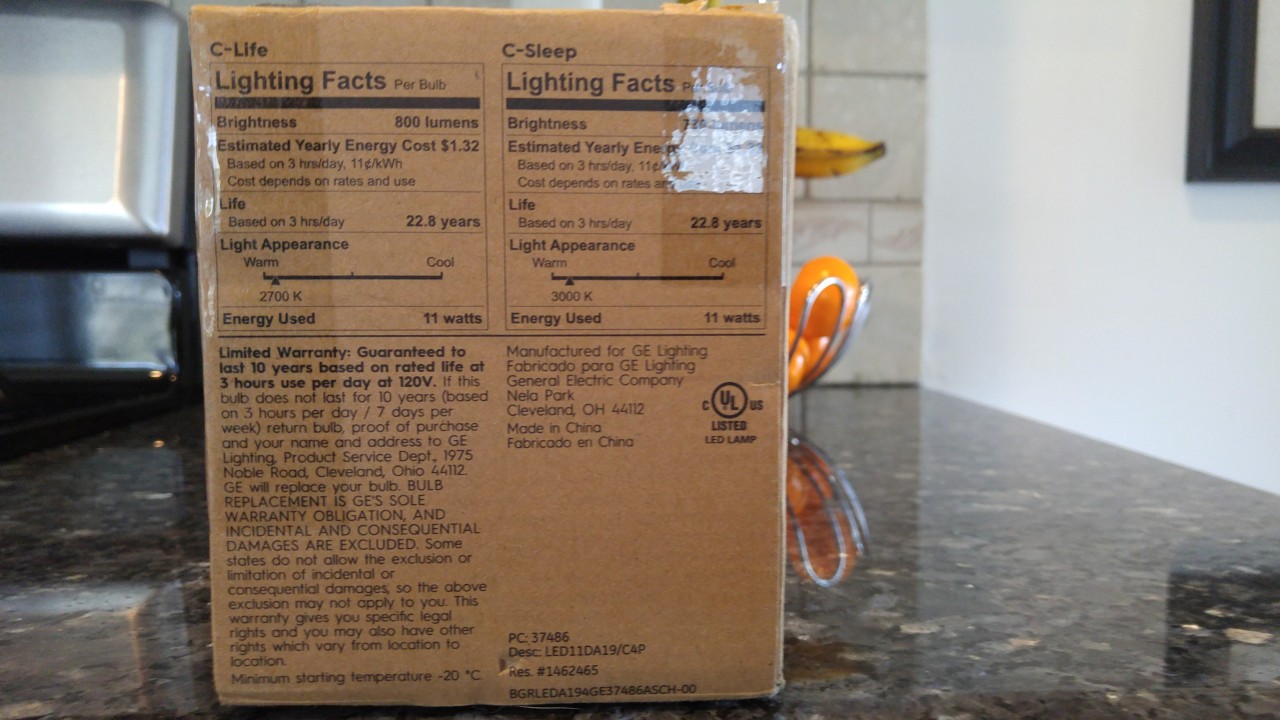 C-Life
Lighting Facts Per Bulb
Brightness 800 lumens
Estimated Yearly Energy Cost $1.32
Based on 3 hrs/day, 11¢/kWh
Cost depends on rates and use
Life
Based on 3 hrs/day 22.8 years
Light Appearance
Warm Cool
2700 K
Energy Used 11 watts
C-Sleep
Lighting Facts
Brightness
Estimated Yearly
Based on 3 hrs/day,
Cost depends on rates
Life
Based on 3 hrs/day 22.8 years
Light Appearance
Warm Cool
3000 K
Energy Used 11 watts
Limited Warranty: Guaranteed to
last 10 years based on rated life at
3 hours use per day at 120V. If this
bulb does not last for 10 years (based
on 3 hours per day / 7 days per
week) return bulb, proof of purchase
and your name and address to GE
Lighting, Product Service Dept., 1975
Noble Road, Cleveland, Ohio 44112.
GE will replace your bulb. BULB
REPLACEMENT IS GE'S SOLE
WARRANTY OBLIGATION, AND
INCIDENTAL AND CONSEQUENTIAL
DAMAGES ARE EXCLUDED. Some
states do not allow the exclusion or
limitation of incidental or
consequential damages, so the above
exclusion may not apply to you. This
warranty gives you specific legal
rights and you may also have other
rights which vary from location to
location.
Minimum starting temperature -20 °C
Manufactured for GE Lighting
Fabricado para GE Lighting
General Electric Company
Nela Park
Cleveland, OH 44112
Made in China
Fabricado en China
C UL US
LISTED
LED LAMP
PC: 37486
Desc: LED11DA19/C4P
Res. #1462465
BGRLEDA194GE37486ASCH-00